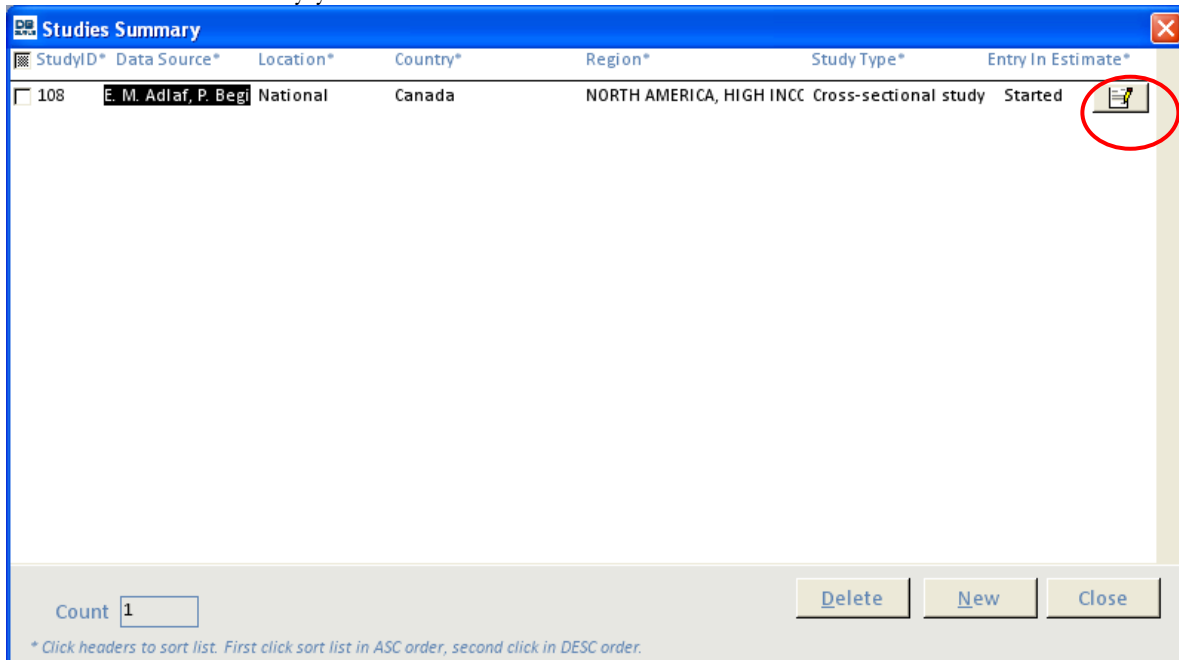 Studies Summary
StudyID* Data Source* Location* Country* Region* Study Type* Entry In Estimate*
108 E. M. Adlaf, P. Begi National Canada NORTH AMERICA, HIGH INCC Cross-sectional study Started
Delete New Close
Count 1
* Click headers to sort list. First click sort list in ASC order, second click in DESC order.